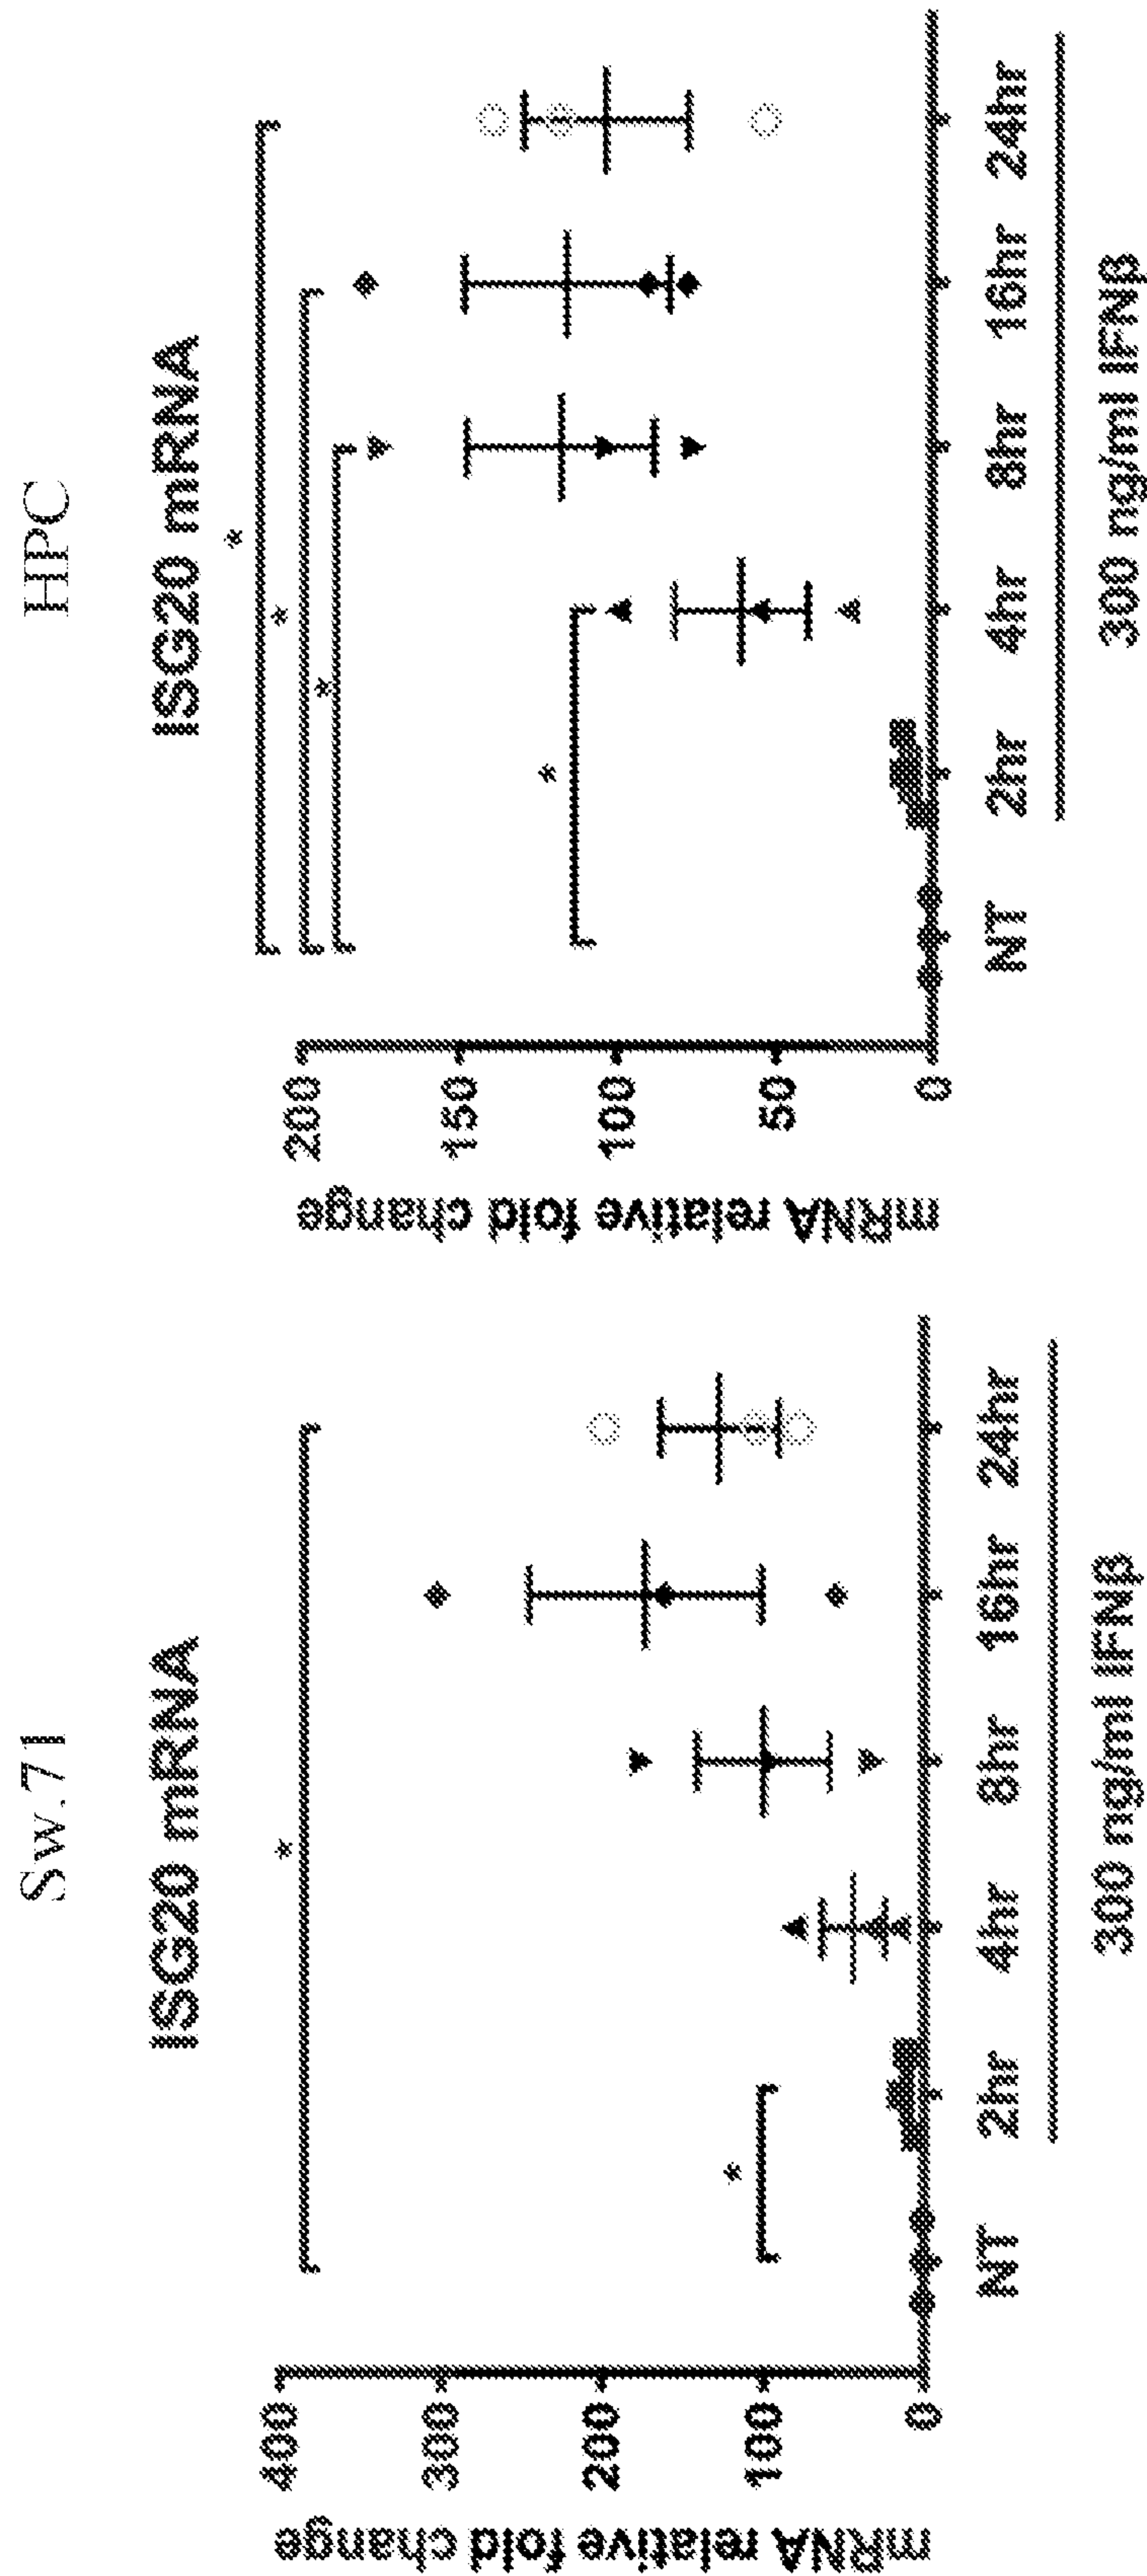 Sw.71
ISG20 mRNA
mRNA relative fold change
400
300
200
100
0
*
*
NT 2hr 4hr 8hr 16hr 24hr
300 ng/ml IFNβ
HPC
ISG20 mRNA
mRNA relative fold change
200
150
100
50
0
*
*
*
*
NT 2hr 4hr 8hr 16hr 24hr
300 ng/ml IFNβ